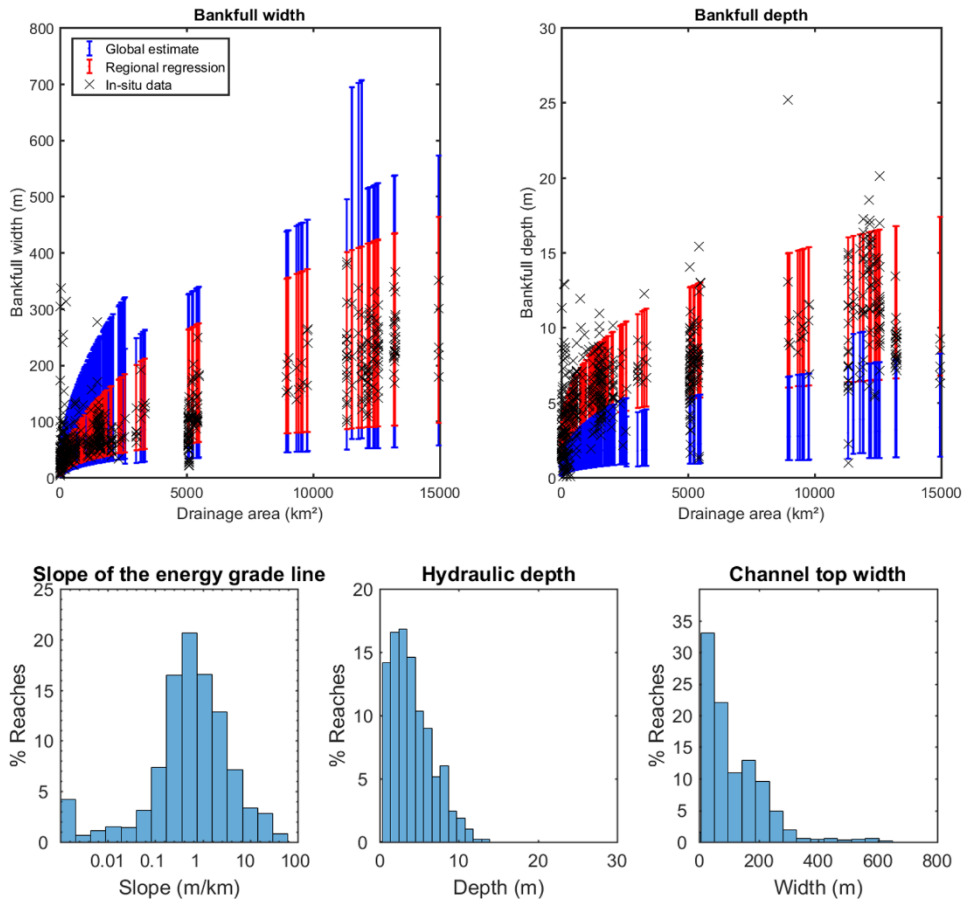 Bankfull width
Bankfull width (m)
800
700
600
500
400
300
200
100
0
Global estimate
Regional regression
In-situ data
0 5000 10000 15000
Drainage area (km²)
Bankfull depth
Bankfull depth (m)
30
25
20
15
10
5
0
0 5000 10000 15000
Drainage area (km²)
Slope of the energy grade line
% Reaches
25
20
15
10
5
0
0.01 0.1 1 10 100
Slope (m/km)
Hydraulic depth
% Reaches
20
15
10
5
0
0 10 20 30
Depth (m)
Channel top width
% Reaches
35
30
25
20
15
10
5
0
0 200 400 600 800
Width (m)